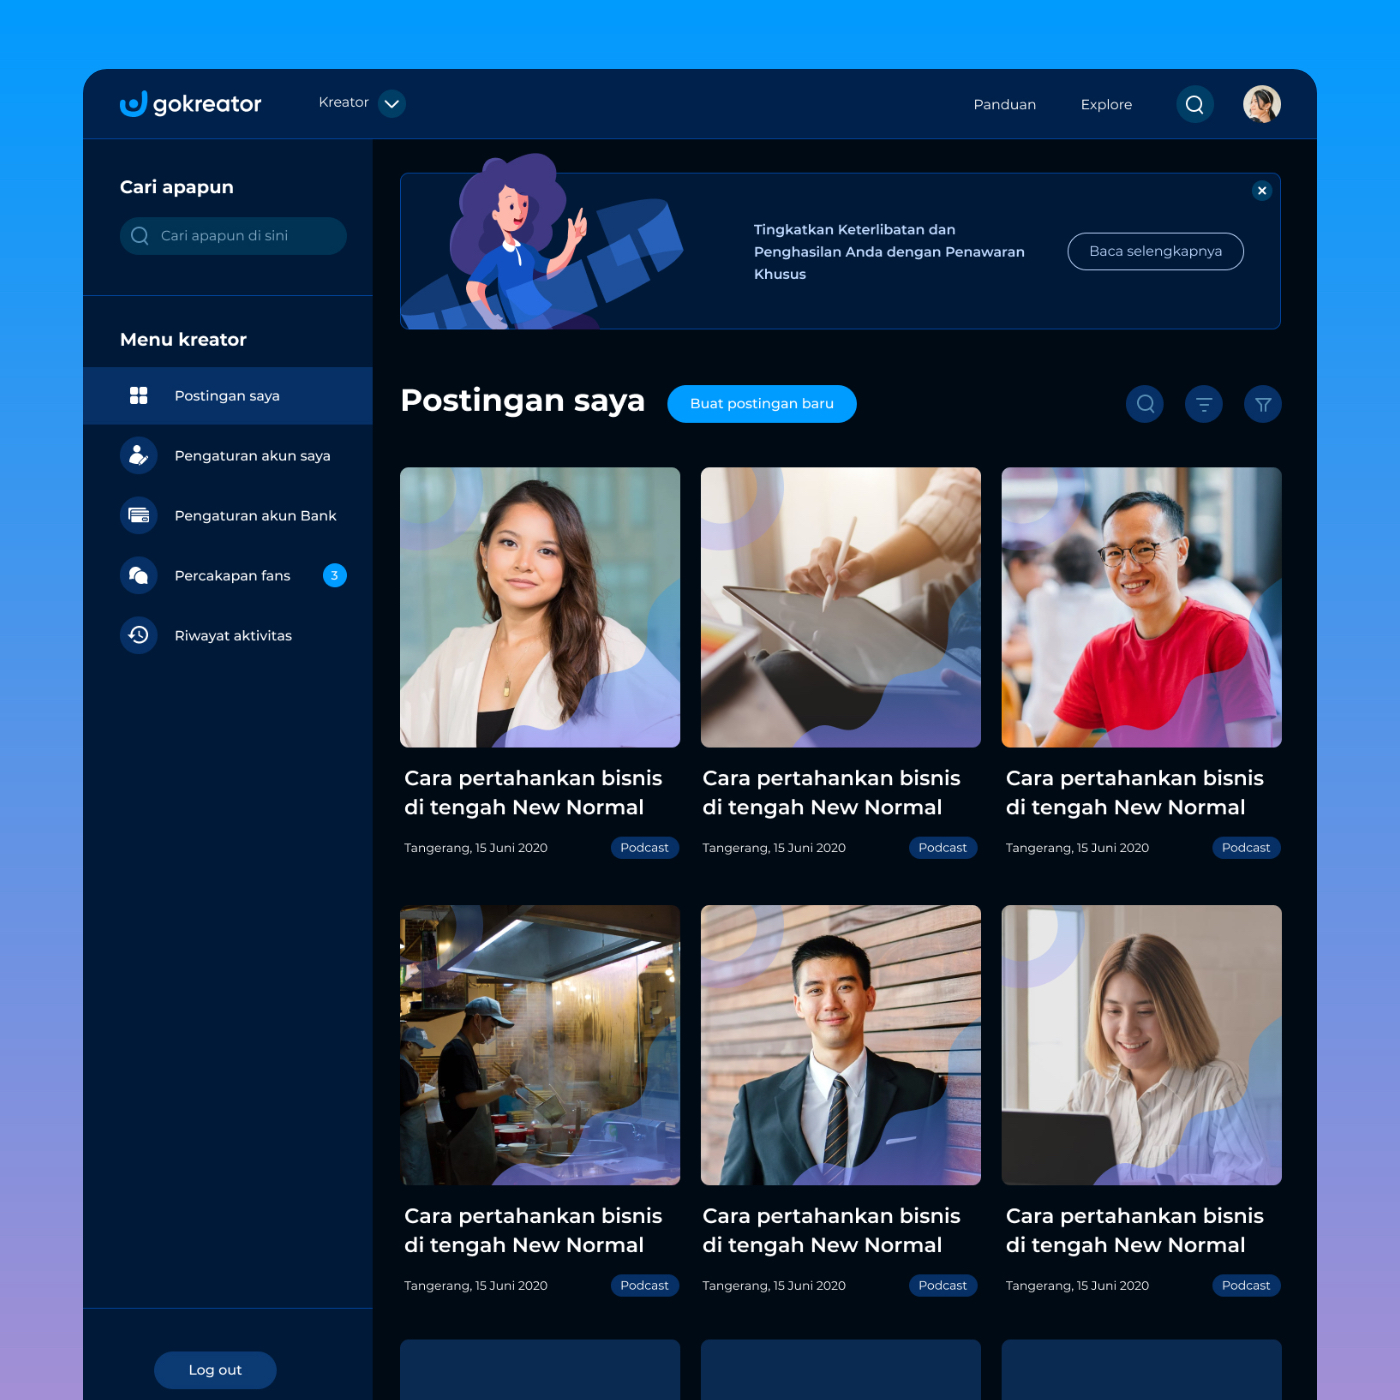 gokreator
Kreator
Panduan
Explore
Cari apapun
Cari apapun di sini
Menu kreator
Postingan saya
Pengaturan akun saya
Pengaturan akun Bank
Percakapan fans
3
Riwayat aktivitas
Log out
Tingkatkan Keterlibatan dan
Penghasilan Anda dengan Penawaran
Khusus
Baca selengkapnya
Postingan saya
Buat postingan baru
Cara pertahankan bisnis
di tengah New Normal
Tangerang, 15 Juni 2020
Podcast
Cara pertahankan bisnis
di tengah New Normal
Tangerang, 15 Juni 2020
Podcast
Cara pertahankan bisnis
di tengah New Normal
Tangerang, 15 Juni 2020
Podcast
Cara pertahankan bisnis
di tengah New Normal
Tangerang, 15 Juni 2020
Podcast
Cara pertahankan bisnis
di tengah New Normal
Tangerang, 15 Juni 2020
Podcast
Cara pertahankan bisnis
di tengah New Normal
Tangerang, 15 Juni 2020
Podcast